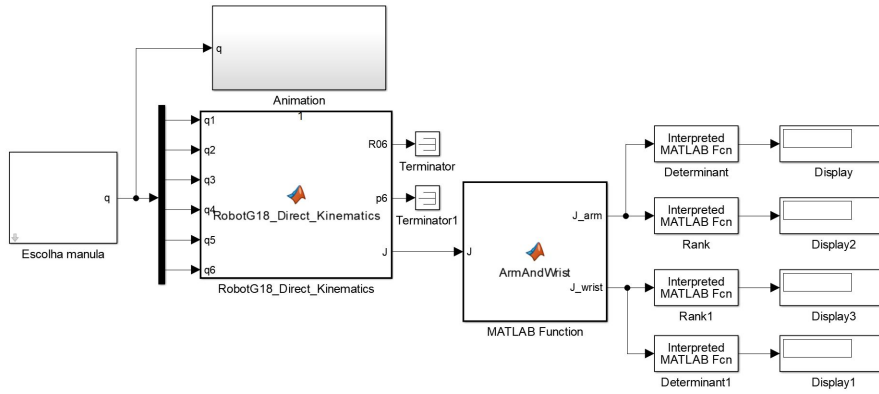 q
Animation
1
q1
q2
q3
q4
q5
q6
R06
p6
J
RobotG18_Direct_Kinematics
RobotG18_Direct_Kinematics
q
Escolha manula
Terminator
Terminator1
J
J_arm
J_wrist
ArmAndWrist
MATLAB Function
Interpreted
MATLAB Fcn
Determinant
Display
Interpreted
MATLAB Fcn
Rank
Display2
Interpreted
MATLAB Fcn
Rank1
Display3
Interpreted
MATLAB Fcn
Determinant1
Display1